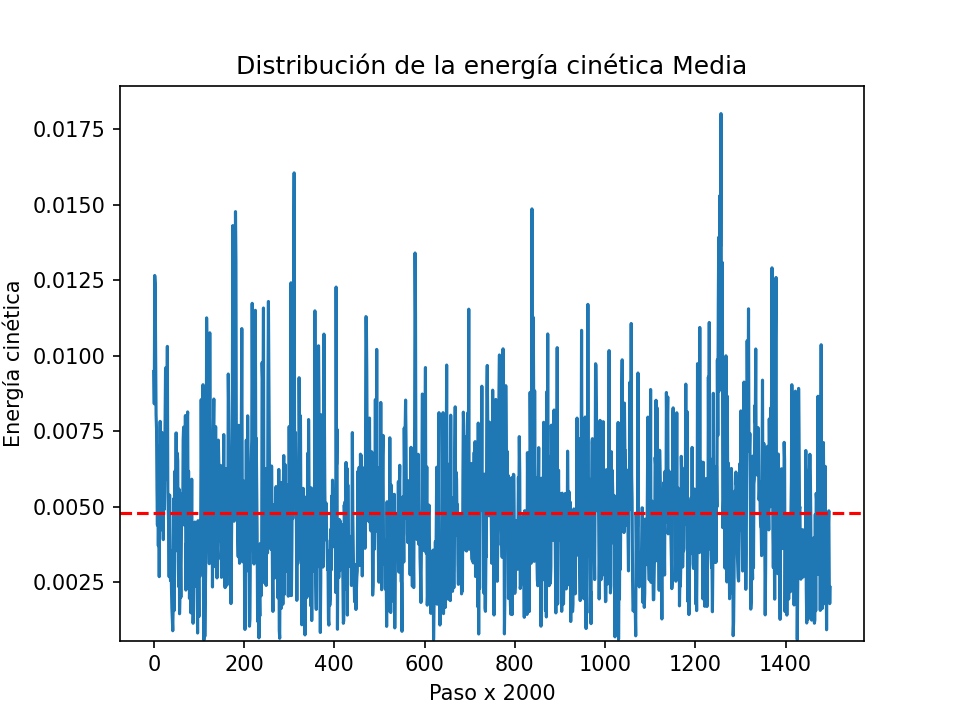 Distribución de la energía cinética Media
0.0175
0.0150
0.0125
0.0100
0.0075
0.0050
0.0025
Energía cinética
0 200 400 600 800 1000 1200 1400
Paso x 2000